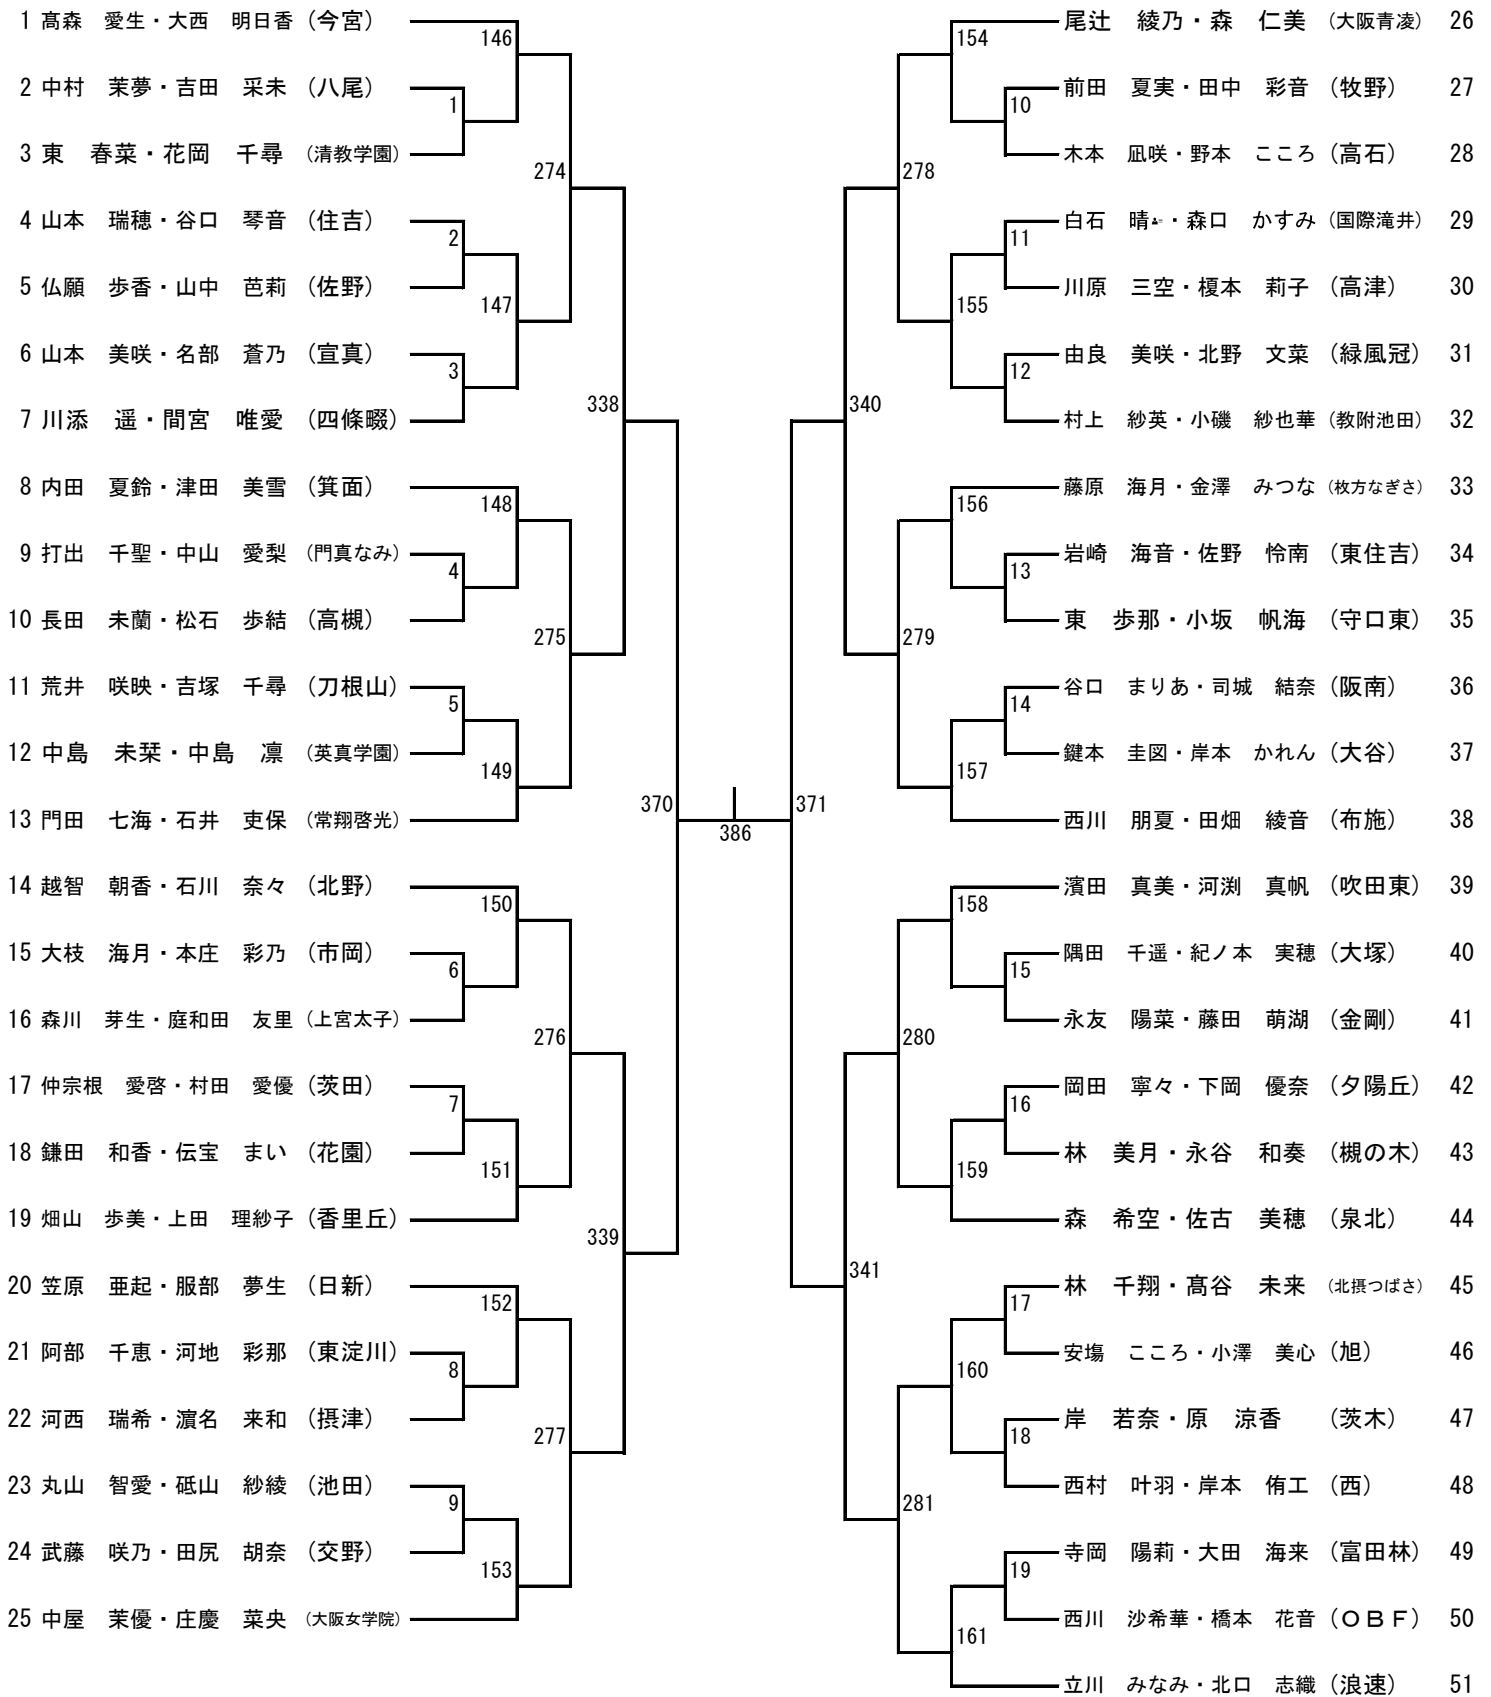 1 髙森　愛生・大西　明日香（今宮）
146
2 中村　茉夢・吉田　采未（八尾）
1
3 東　春菜・花岡　千尋（清教学園）
274
4 山本　瑞穂・谷口　琴音（住吉）
2
5 仏願　歩香・山中　芭莉（佐野）
147
6 山本　美咲・名部　蒼乃（宣真）
3
7 川添　遥・間宮　唯愛（四條畷）
338
8 内田　夏鈴・津田　美雪（箕面）
148
9 打出　千聖・中山　愛梨（門真なみ）
4
10 長田　未蘭・松石　歩結（高槻）
275
11 荒井　咲映・吉塚　千尋（刀根山）
5
12 中島　未栞・中島　凛（英真学園）
149
13 門田　七海・石井　吏保（常翔啓光）
370
14 越智　朝香・石川　奈々（北野）
150
15 大枝　海月・本庄　彩乃（市岡）
6
16 森川　芽生・庭和田　友里（上宮太子）
276
17 仲宗根　愛啓・村田　愛優（茨田）
7
18 鎌田　和香・伝宝　まい（花園）
151
19 畑山　歩美・上田　理紗子（香里丘）
339
20 笠原　亜起・服部　夢生（日新）
152
21 阿部　千恵・河地　彩那（東淀川）
8
22 河西　瑞希・濵名　来和（摂津）
277
23 丸山　智愛・砥山　紗綾（池田）
9
24 武藤　咲乃・田尻　胡奈（交野）
153
25 中屋　茉優・庄慶　菜央（大阪女学院）
386
尾辻　綾乃・森　仁美（大阪青凌） 26
154
前田　夏実・田中　彩音（牧野） 27
10
木本　凪咲・野本　こころ（高石） 28
278
白石　晴・森口　かすみ（国際滝井） 29
11
川原　三空・榎本　莉子（高津） 30
155
由良　美咲・北野　文菜（緑風冠） 31
12
村上　紗英・小磯　紗也華（教附池田） 32
340
藤原　海月・金澤　みつな（枚方なぎさ） 33
156
岩崎　海音・佐野　怜南（東住吉） 34
13
東　歩那・小坂　帆海（守口東） 35
279
谷口　まりあ・司城　結奈（阪南） 36
14
鍵本　圭図・岸本　かれん（大谷） 37
157
西川　朋夏・田畑　綾音（布施） 38
371
濱田　真美・河渕　真帆（吹田東） 39
158
隅田　千遥・紀ノ本　実穂（大塚） 40
15
永友　陽菜・藤田　萌湖（金剛） 41
280
岡田　寧々・下岡　優奈（夕陽丘） 42
16
林　美月・永谷　和奏（槻の木） 43
159
森　希空・佐古　美穂（泉北） 44
341
林　千翔・髙谷　未来（北摂つばさ） 45
17
安塲　こころ・小澤　美心（旭） 46
160
岸　若奈・原　涼香（茨木） 47
18
西村　叶羽・岸本　侑工（西） 48
281
寺岡　陽莉・大田　海来（富田林） 49
19
西川　沙希華・橋本　花音（ＯＢＦ） 50
161
立川　みなみ・北口　志織（浪速） 51